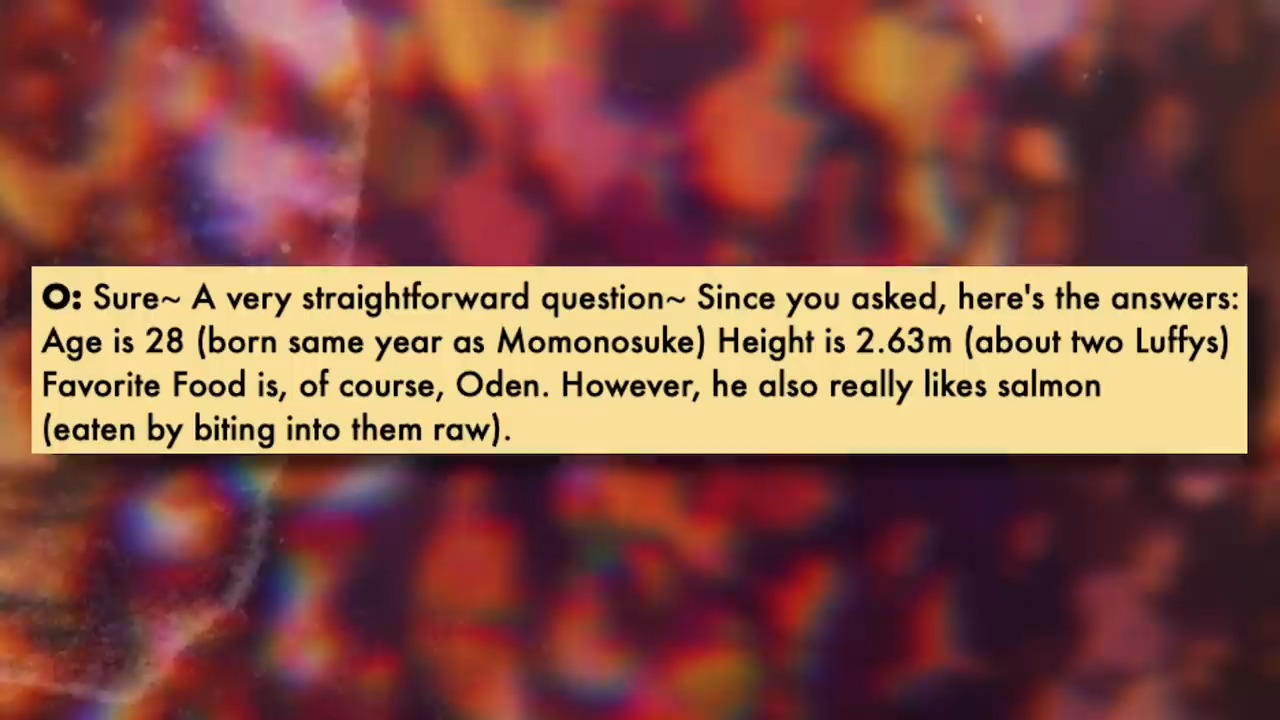 O: Sure~ A very straightforward question~ Since you asked, here's the answers:
Age is 28 (born same year as Momonosuke) Height is 2.63m (about two Luffys)
Favorite Food is, of course, Oden. However, he also really likes salmon
(eaten by biting into them raw).